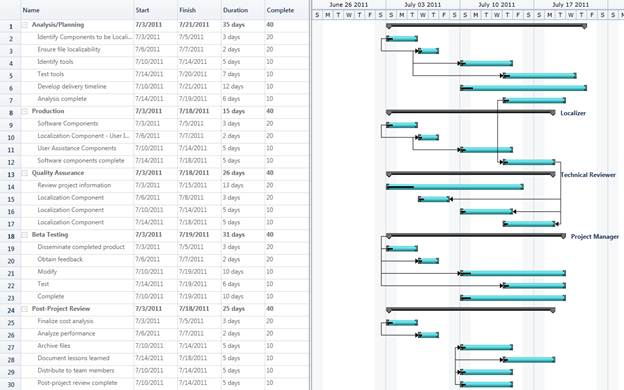 Name Start Finish Duration Complete June 26 2011 July 03 2011 July 10 2011 July 17 2011
S M T W T F S S M T W T F S S M T W T F S S M T W T F S S
1 Analysis/Planning 7/3/2011 7/21/2011 35 days 40
2 Identify Components to be Locali... 7/3/2011 7/5/2011 3 days 20
3 Ensure file localizability 7/6/2011 7/7/2011 2 days 20
4 Identify tools 7/10/2011 7/14/2011 5 days 10
5 Test tools 7/14/2011 7/20/2011 7 days 10
6 Develop delivery timeline 7/10/2011 7/21/2011 12 days 10
7 Analysis complete 7/14/2011 7/19/2011 6 days 10
8 Production 7/3/2011 7/18/2011 15 days 40 Localizer
9 Software Components 7/3/2011 7/5/2011 3 days 20
10 Localization Component - User I... 7/6/2011 7/7/2011 2 days 20
11 User Assistance Components 7/10/2011 7/14/2011 5 days 10
12 Software components complete 7/14/2011 7/18/2011 5 days 10
13 Quality Assurance 7/3/2011 7/18/2011 26 days 40 Technical Reviewer
14 Review project information 7/3/2011 7/15/2011 13 days 20
15 Localization Component 7/6/2011 7/8/2011 3 days 20
16 Localization Component 7/10/2011 7/14/2011 5 days 10
17 Localization Component 7/14/2011 7/18/2011 5 days 10
18 Beta Testing 7/3/2011 7/19/2011 31 days 40 Project Manager
19 Disseminate completed product 7/3/2011 7/5/2011 3 days 20
20 Obtain feedback 7/6/2011 7/7/2011 2 days 20
21 Modify 7/10/2011 7/19/2011 10 days 10
22 Test 7/14/2011 7/19/2011 6 days 10
23 Complete 7/10/2011 7/19/2011 10 days 10
24 Post-Project Review 7/3/2011 7/18/2011 25 days 40
25 Finalize cost analysis 7/3/2011 7/5/2011 3 days 20
26 Analyze performance 7/6/2011 7/7/2011 2 days 20
27 Archive files 7/10/2011 7/14/2011 5 days 10
28 Document lessons learned 7/14/2011 7/18/2011 5 days 10
29 Distribute to team members 7/10/2011 7/14/2011 5 days 10
30 Post-project review complete 7/10/2011 7/14/2011 5 days 10